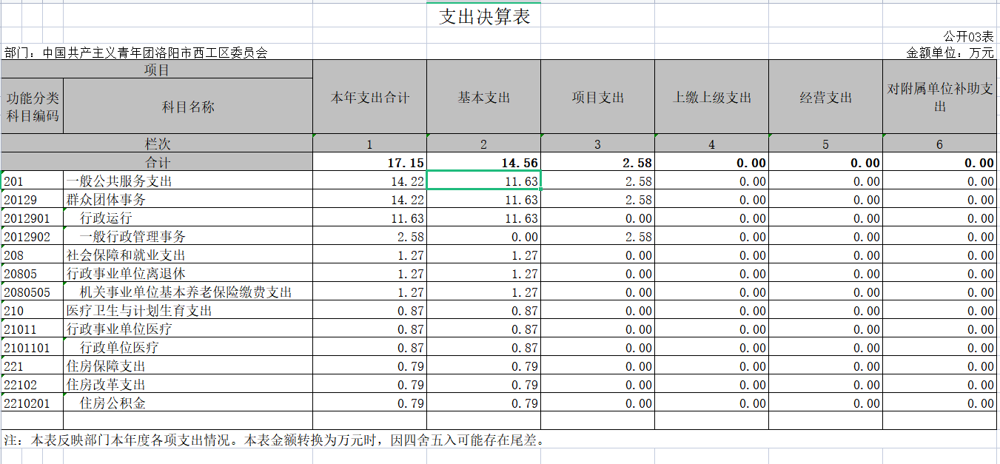 支出决算表
公开03表
部门：中国共产主义青年团洛阳市西工区委员会 金额单位：万元
项目 本年支出合计 基本支出 项目支出 上缴上级支出 经营支出 对附属单位补助支出
功能分类科目编码 科目名称
栏次 1 2 3 4 5 6
合计 17.15 14.56 2.58 0.00 0.00 0.00
201 一般公共服务支出 14.22 11.63 2.58 0.00 0.00 0.00
20129 群众团体事务 14.22 11.63 2.58 0.00 0.00 0.00
2012901 行政运行 11.63 11.63 0.00 0.00 0.00 0.00
2012902 一般行政管理事务 2.58 0.00 2.58 0.00 0.00 0.00
208 社会保障和就业支出 1.27 1.27 0.00 0.00 0.00 0.00
20805 行政事业单位离退休 1.27 1.27 0.00 0.00 0.00 0.00
2080505 机关事业单位基本养老保险缴费支出 1.27 1.27 0.00 0.00 0.00 0.00
210 医疗卫生与计划生育支出 0.87 0.87 0.00 0.00 0.00 0.00
21011 行政事业单位医疗 0.87 0.87 0.00 0.00 0.00 0.00
2101101 行政单位医疗 0.87 0.87 0.00 0.00 0.00 0.00
221 住房保障支出 0.79 0.79 0.00 0.00 0.00 0.00
22102 住房改革支出 0.79 0.79 0.00 0.00 0.00 0.00
2210201 住房公积金 0.79 0.79 0.00 0.00 0.00 0.00
注：本表反映部门本年度各项支出情况。本表金额转换为万元时，因四舍五入可能存在尾差。